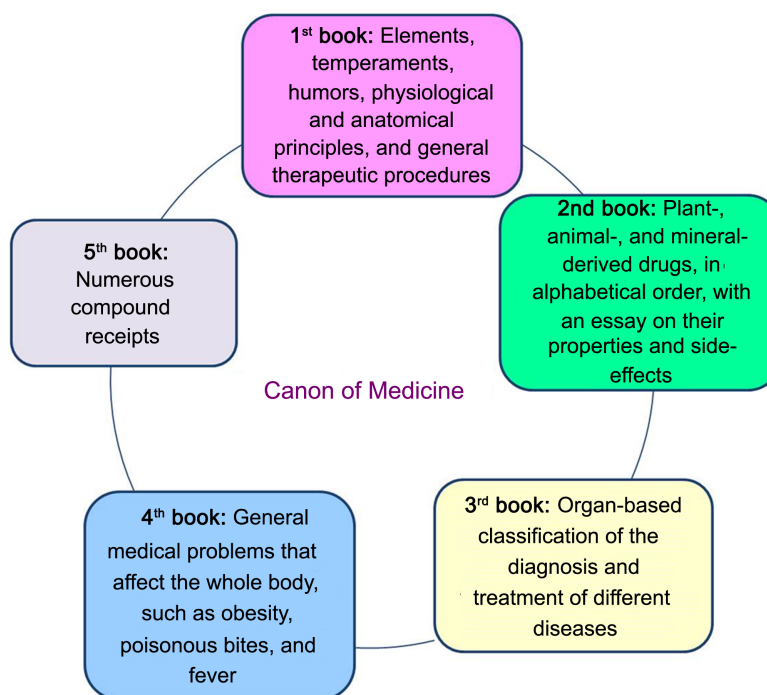 1st book: Elements,
temperaments,
humors, physiological
and anatomical
principles, and general
therapeutic procedures
2nd book: Plant-,
animal-, and mineral-
derived drugs, in
alphabetical order, with
an essay on their
properties and side-
effects
3rd book: Organ-based
classification of the
diagnosis and
treatment of different
diseases
4th book: General
medical problems that
affect the whole body,
such as obesity,
poisonous bites, and
fever
5th book:
Numerous
compound
receipts
Canon of Medicine